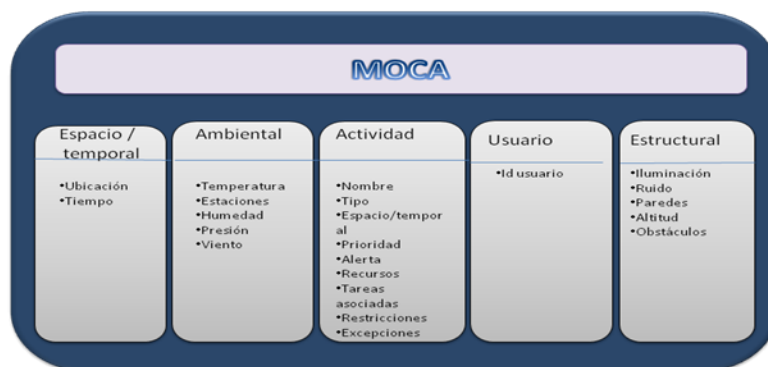 MOCA
Espacio /
temporal
•Ubicación
•Tiempo
Ambiental
•Temperatura
•Estaciones
•Humedad
•Presión
•Viento
Actividad
•Nombre
•Tipo
•Espacio/tempor
al
•Prioridad
•Alerta
•Recursos
•Tareas
asociadas
•Restricciones
•Excepciones
Usuario
•Id usuario
Estructural
•Iluminación
•Ruido
•Paredes
•Altitud
•Obstáculos